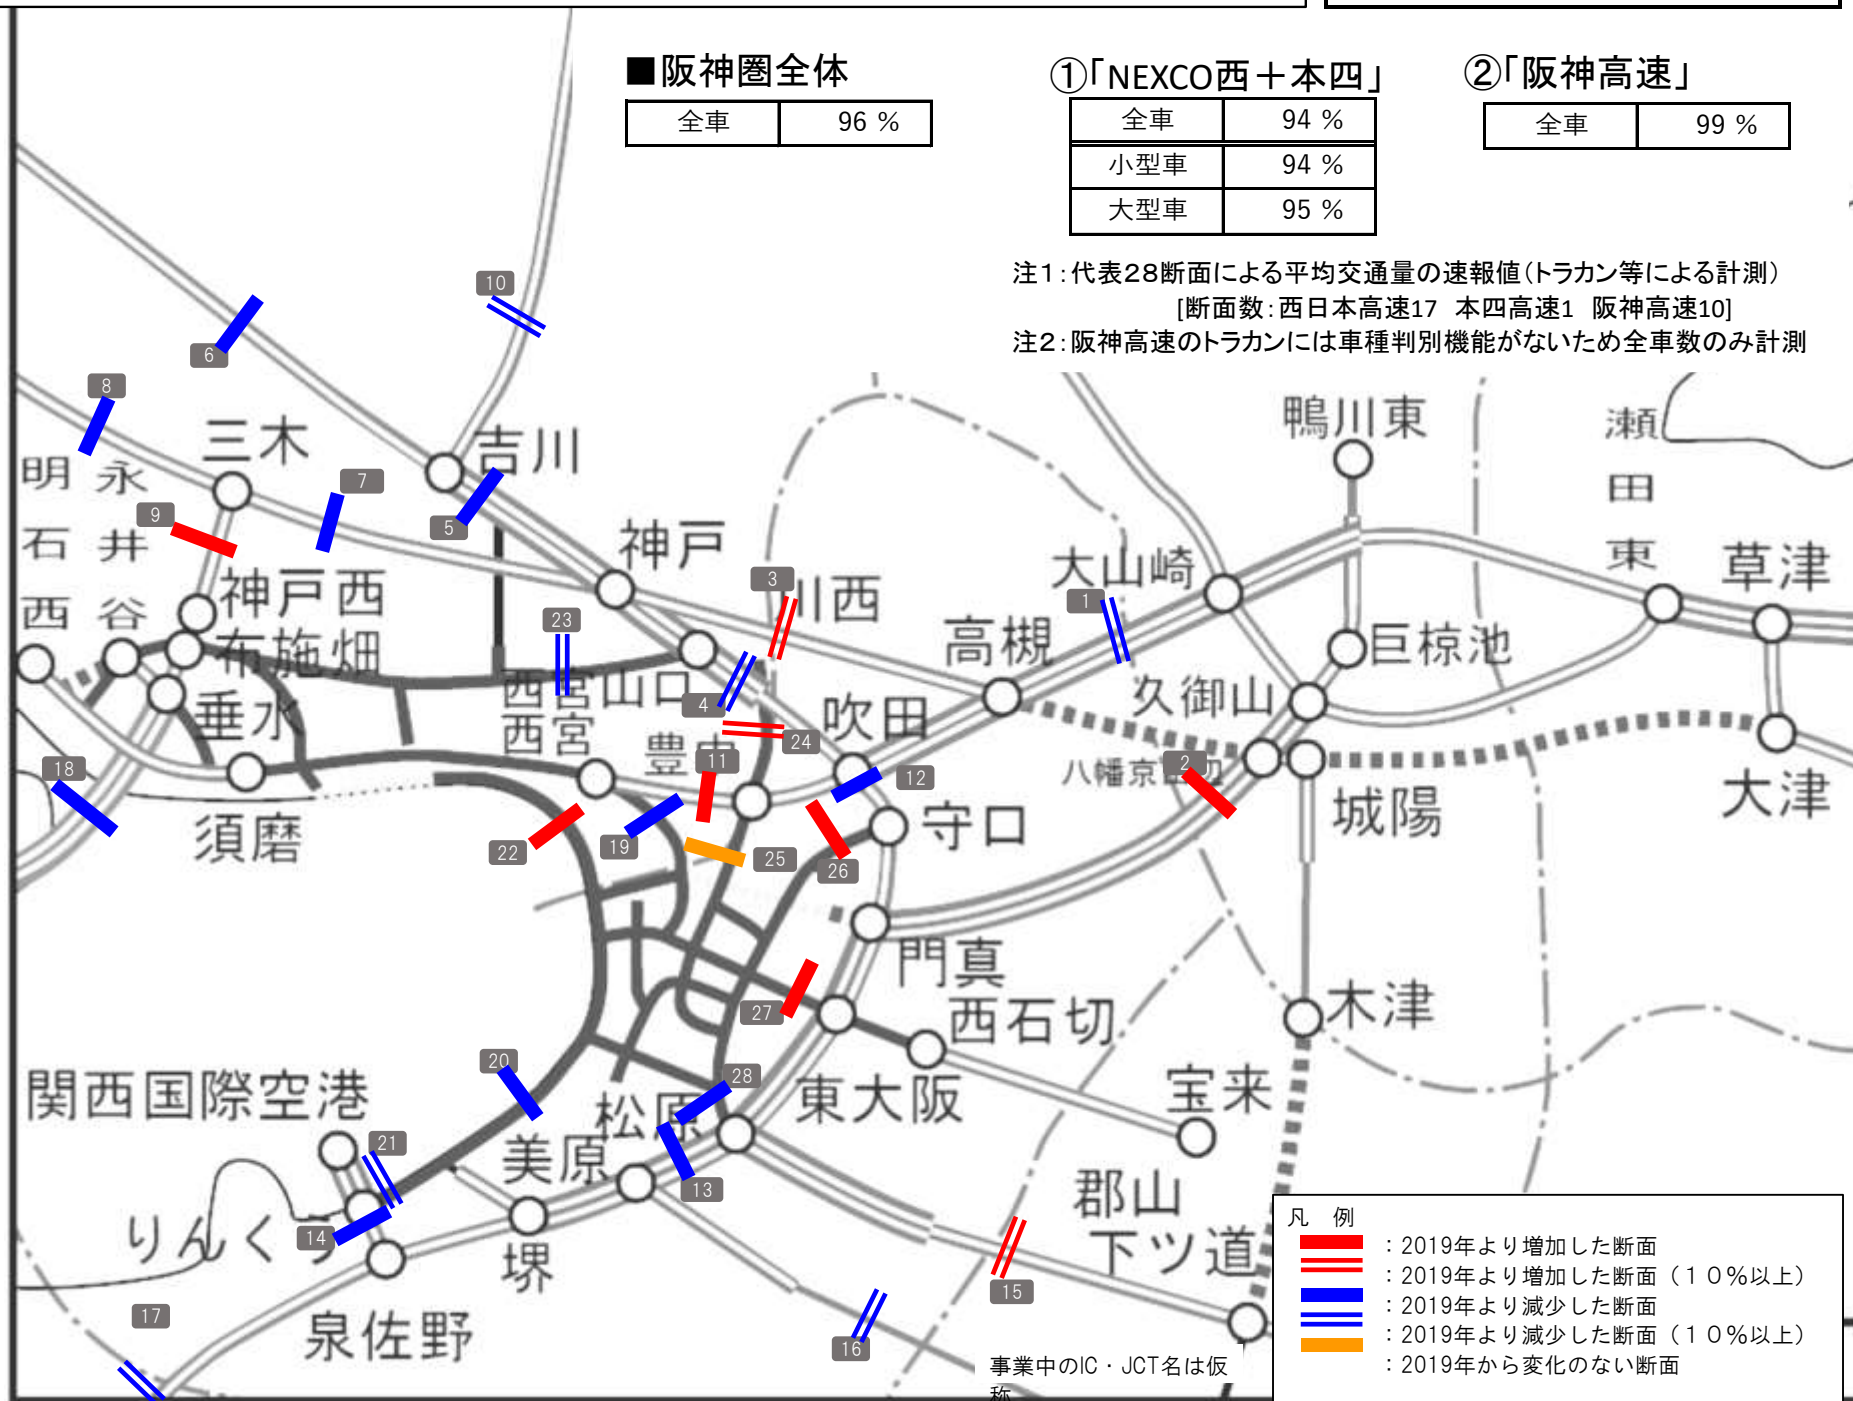 ■阪神圏全体
全車 96 %
①「NEXCO西＋本四」
全車 94 %
小型車 94 %
大型車 95 %
②「阪神高速」
全車 99 %
注1：代表28断面による平均交通量の速報値（トラカン等による計測）
[断面数：西日本高速17 本四高速1 阪神高速10]
注2：阪神高速のトラカンには車種判別機能がないため全車数のみ計測
10
6
8
三木
吉川
鴨川東
瀬田東
明石西
永井谷
7
9
5
神戸
大山崎
草津
神戸西
3
川西
1
布施畑
23
高槻
巨椋池
西宮山口
久御山
垂水
4
西宮
吹田
24
豊中
11
12
八幡京田辺
2
18
城陽
大津
須磨
22
19
25
26
守口
門真
27
西石切
木津
20
28
関西国際空港
松原
東大阪
宝来
21
美原
13
郡山
下ツ道
りんくう
14
堺
15
17
泉佐野
16
事業中のIC・JCT名は仮
称
凡 例
：2019年より増加した断面
：2019年より増加した断面（１０％以上）
：2019年より減少した断面
：2019年より減少した断面（１０％以上）
：2019年から変化のない断面